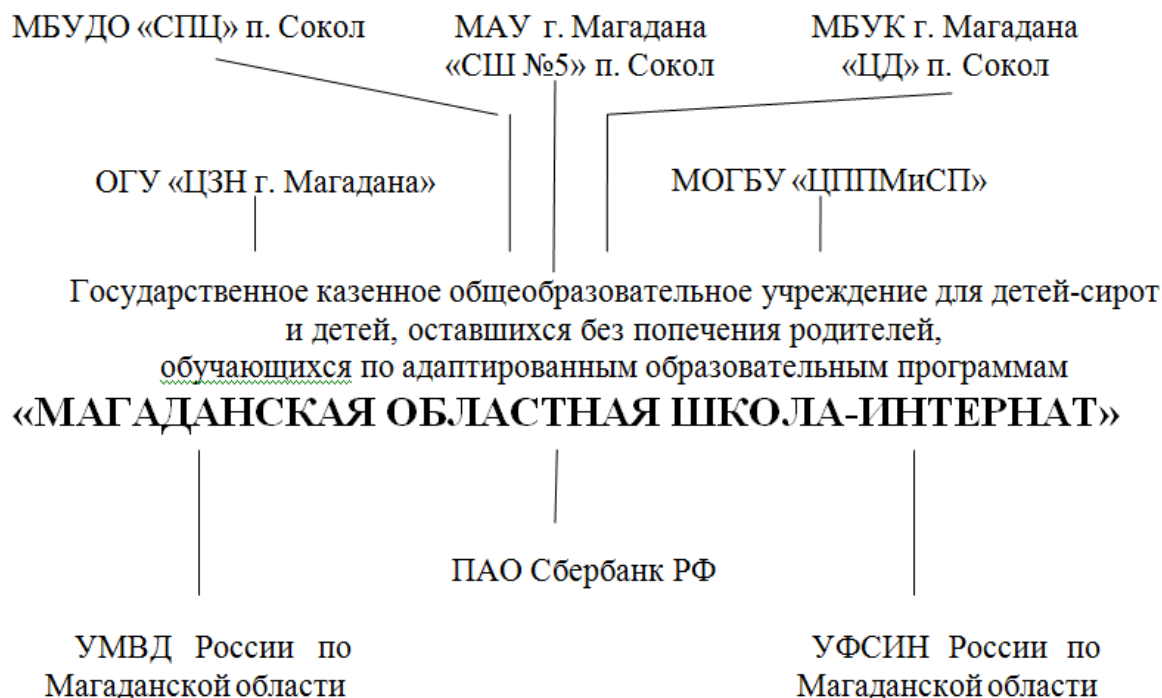 МБУДО «СПЦ» п. Сокол
МАУ г. Магадана
«СШ №5» п. Сокол
МБУК г. Магадана
«ЦД» п. Сокол
ОГУ «ЦЗН г. Магадана»
МОГБУ «ЦППМиСП»
Государственное казенное общеобразовательное учреждение для детей-сирот
и детей, оставшихся без попечения родителей,
обучающихся по адаптированным образовательным программам
«МАГАДАНСКАЯ ОБЛАСТНАЯ ШКОЛА-ИНТЕРНАТ»
ПАО Сбербанк РФ
УМВД России по
Магаданской области
УФСИН России по
Магаданской области